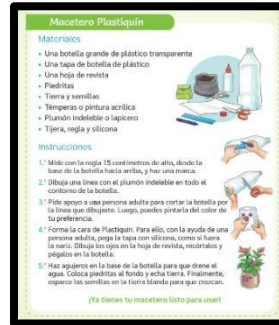 Macetero Plastiquín
Materiales
• Una botella grande de plástico transparente
• Una tapa de botella de plástico
• Una hoja de revista
• Piedritas
• Tierra y semillas
• Témperas o pintura acrílica
• Plumón indeleble o lapicero
• Tijera, regla y silicona
Instrucciones
1.° Mide con la regla 15 centímetros de alto, desde la
base de la botella hacia arriba, y haz una marca.
2.° Dibuja una línea con el plumón indeleble en todo el
contorno de la botella.
3.° Pide apoyo a una persona adulta para cortar la botella por
la línea que dibujaste. Luego, puedes pintarla del color de
tu preferencia.
4.° Forma la cara de Plastiquín. Para ello, con la ayuda de una
persona adulta, pega la tapa con silicona, como si fuera
la nariz. Dibuja los ojos en la hoja de revista, recórtalos y
pégalos en la botella.
5.° Haz agujeros en la base de la botella para que drene el
agua. Coloca piedritas al fondo y echa tierra. Finalmente,
esparce las semillas en la tierra blanda para que crezcan.
¡Ya tienes tu macetero listo para usar!